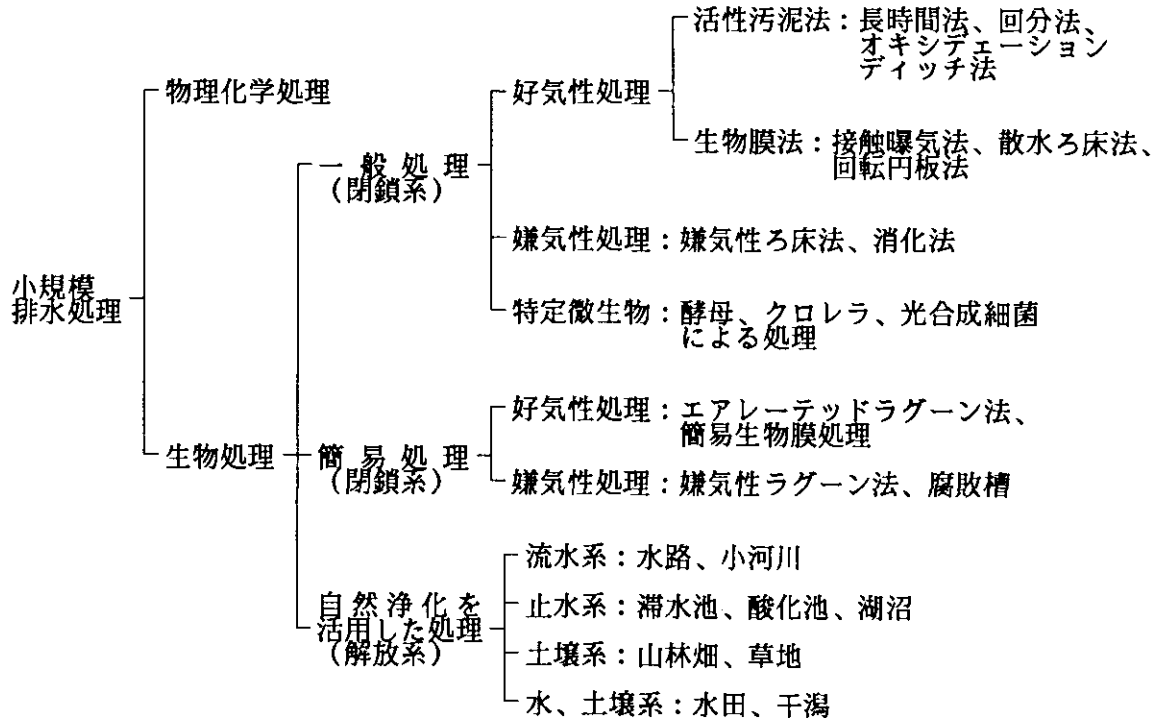 活性汚泥法：長時間法、回分法、
オキシデェーション
ディッチ法
物理化学処理
好気性処理
生物膜法：接触曝気法、散水ろ床法、
回転円板法
一般処理
（閉鎖系）
嫌気性処理：嫌気性ろ床法、消化法
小規模
排水処理
特定微生物：酵母、クロレラ、光合成細菌
による処理
好気性処理：エアレーテッドラグーン法、
簡易生物膜処理
生物処理
簡易処理
（閉鎖系）
嫌気性処理：嫌気性ラグーン法、腐敗槽
流水系：水路、小河川
自然浄化を
活用した処理
（解放系）
止水系：滞水池、酸化池、湖沼
土壌系：山林畑、草地
水、土壌系：水田、干潟